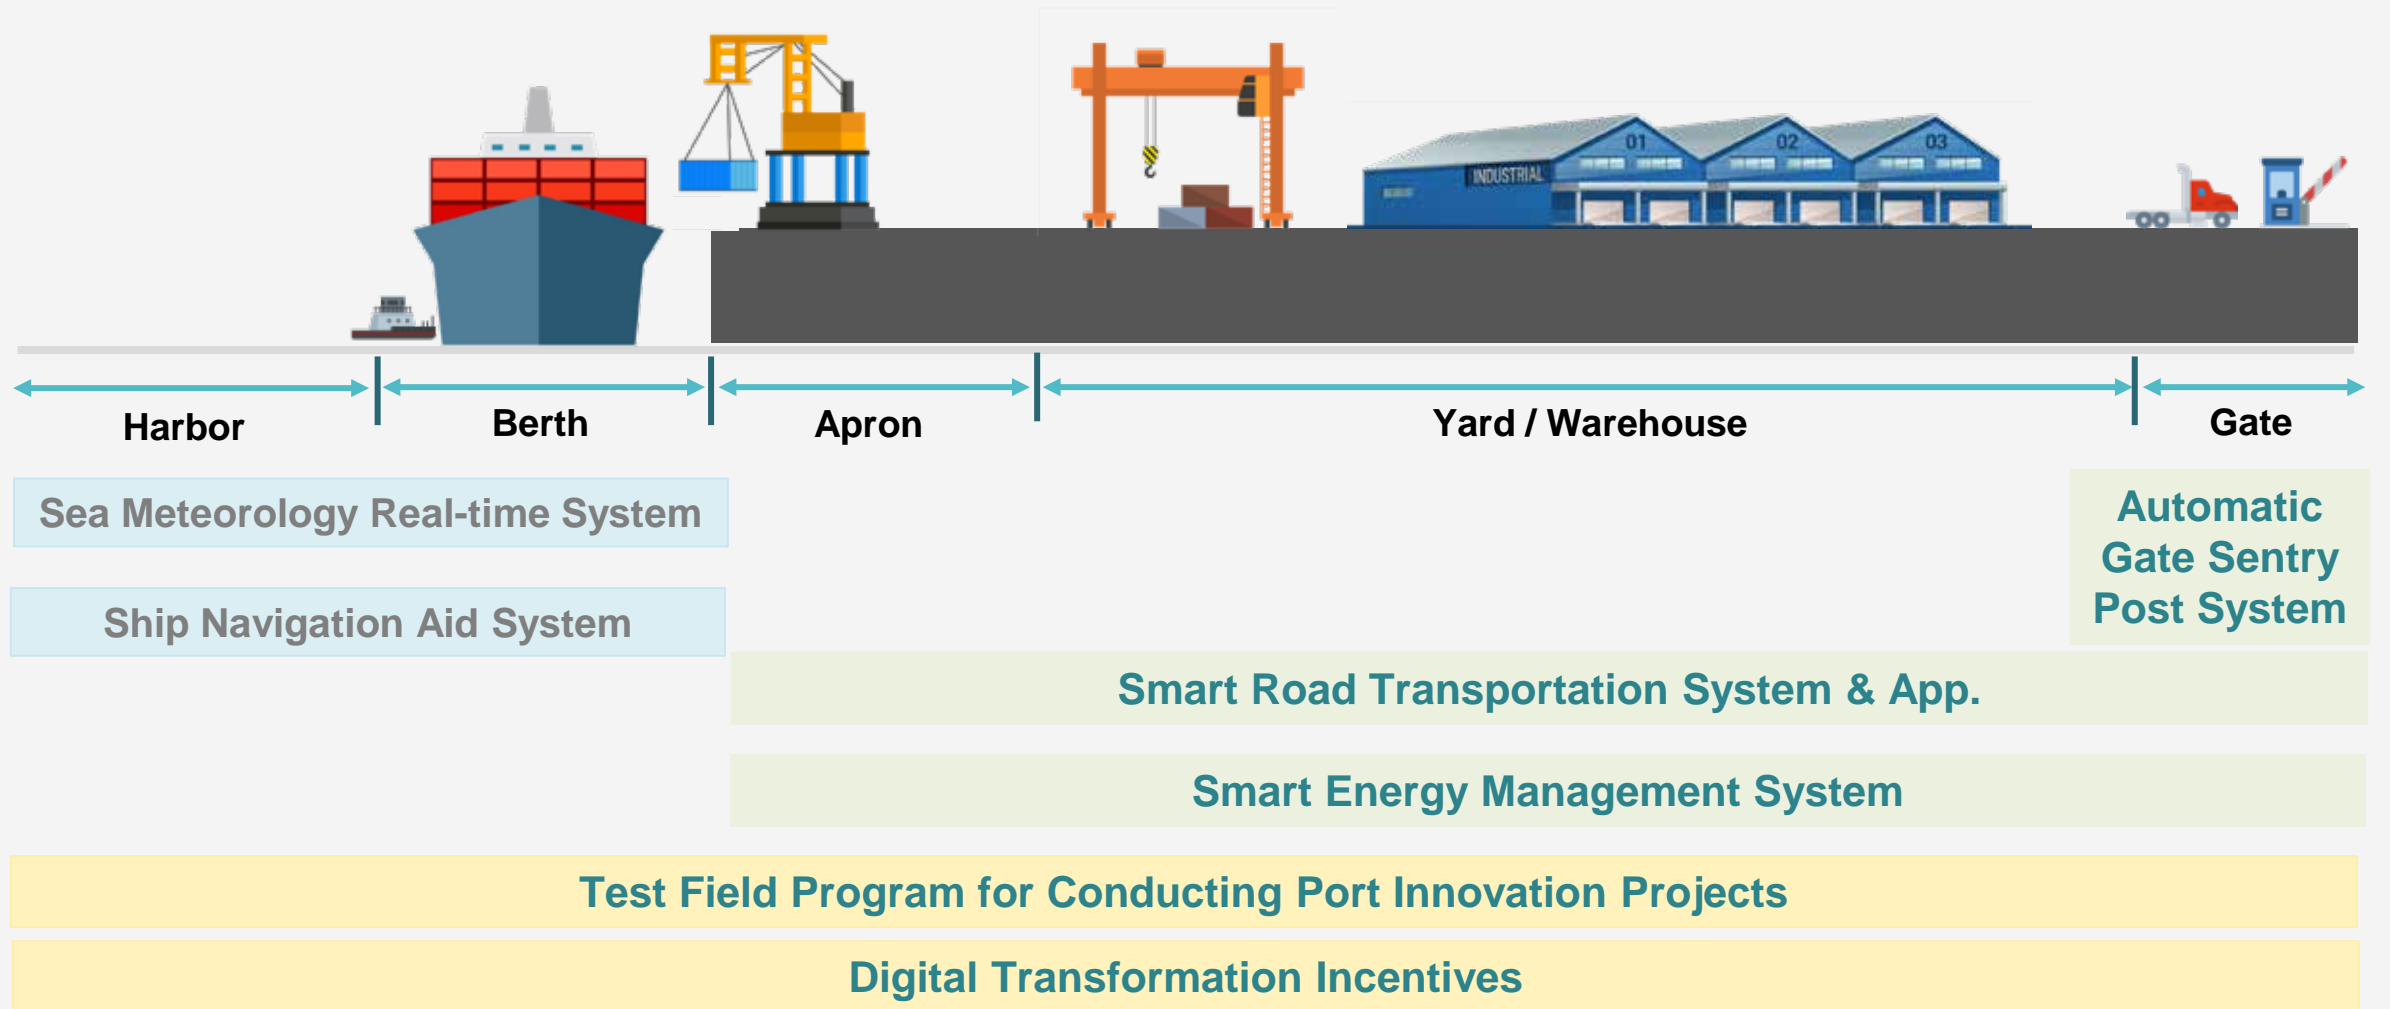 INDUSTRIAL
01
02
03
Harbor
Berth
Apron
Yard / Warehouse
Gate
Sea Meteorology Real-time System
Automatic
Gate Sentry
Post System
Ship Navigation Aid System
Smart Road Transportation System & App.
Smart Energy Management System
Test Field Program for Conducting Port Innovation Projects
Digital Transformation Incentives